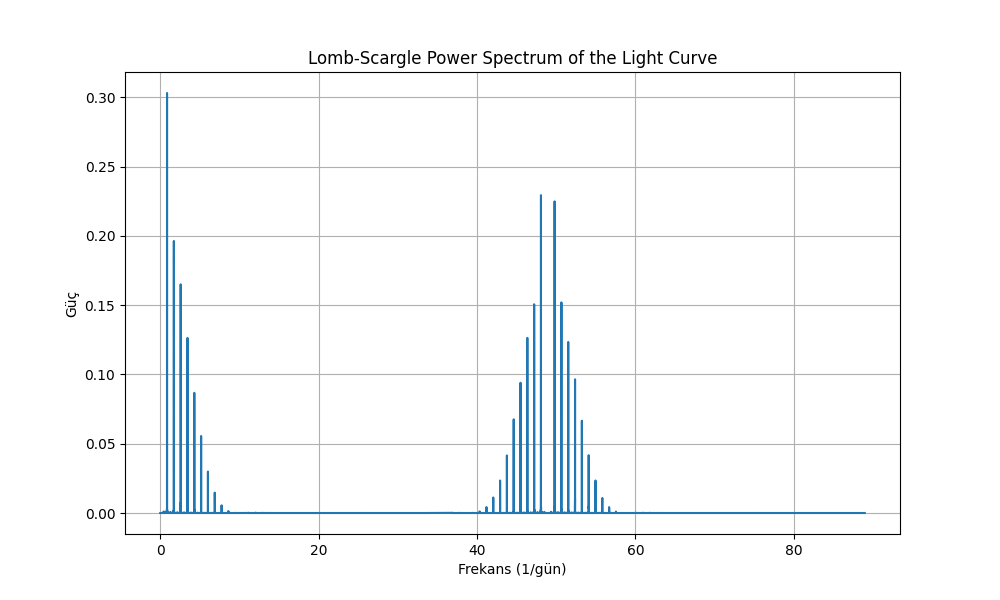 Lomb-Scargle Power Spectrum of the Light Curve
Güç
0.30
0.25
0.20
0.15
0.10
0.05
0.00
0 20 40 60 80
Frekans (1/gün)